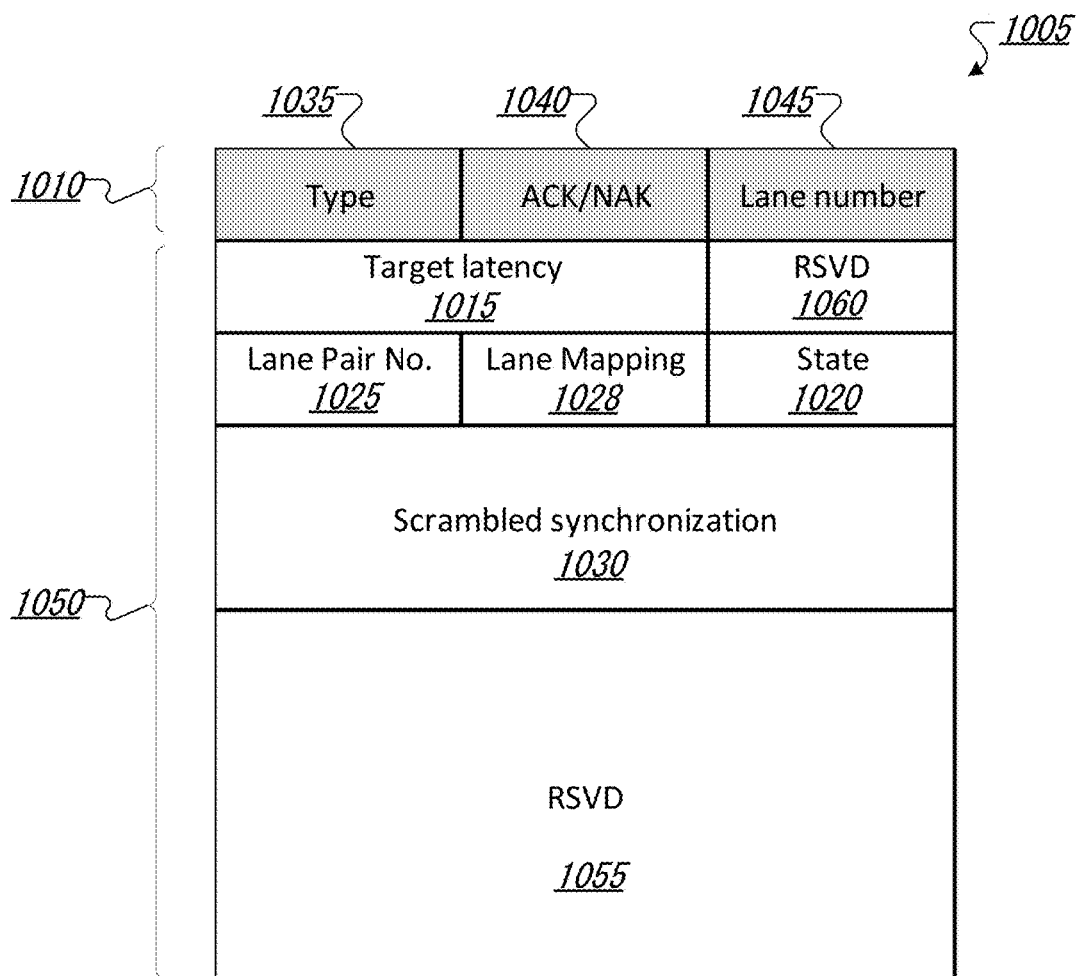 1005
1035 1040 1045
1010
Type ACK/NAK Lane number
Target latency RSVD
1015 1060
Lane Pair No. Lane Mapping State
1025 1028 1020
Scrambled synchronization
1030
1050
RSVD
1055